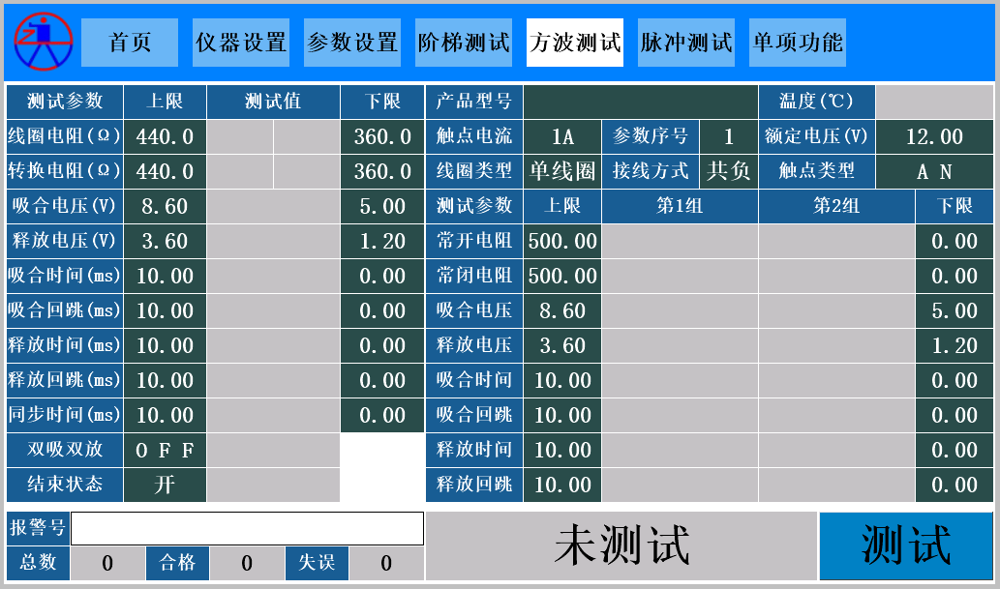 首页 仪器设置 参数设置 阶梯测试 方波测试 脉冲测试 单项功能
测试参数 上限 测试值 下限
线圈电阻(Ω) 440.0 360.0
转换电阻(Ω) 440.0 360.0
吸合电压(V) 8.60 5.00
释放电压(V) 3.60 1.20
吸合时间(ms) 10.00 0.00
吸合回跳(ms) 10.00 0.00
释放时间(ms) 10.00 0.00
释放回跳(ms) 10.00 0.00
同步时间(ms) 10.00 0.00
双吸双放 OFF
结束状态 开
产品型号 温度(℃)
触点电流 1A 参数序号 1 额定电压(V) 12.00
线圈类型 单线圈 接线方式 共负 触点类型 AN
测试参数 上限 第1组 第2组 下限
常开电阻 500.00 0.00
常闭电阻 500.00 0.00
吸合电压 8.60 5.00
释放电压 3.60 1.20
吸合时间 10.00 0.00
吸合回跳 10.00 0.00
释放时间 10.00 0.00
释放回跳 10.00 0.00
报警号
总数 0 合格 0 失误 0
未测试 测试